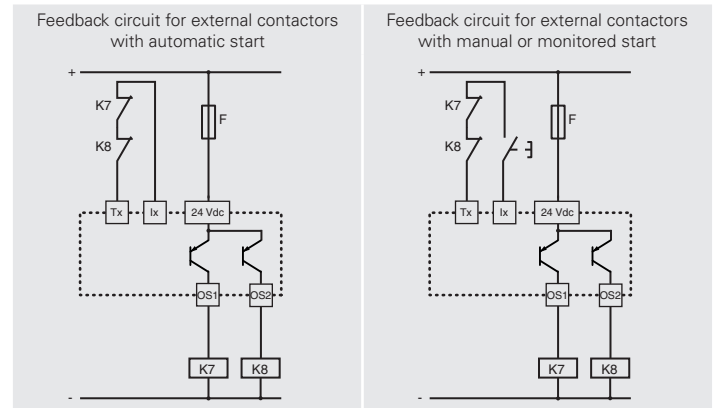 Feedback circuit for external contactors
with automatic start
+
K7
F
K8
Tx
Ix
24 Vdc
OS1
OS2
K7
K8
-
Feedback circuit for external contactors
with manual or monitored start
+
K7
F
K8
Tx
Ix
24 Vdc
OS1
OS2
K7
K8
-